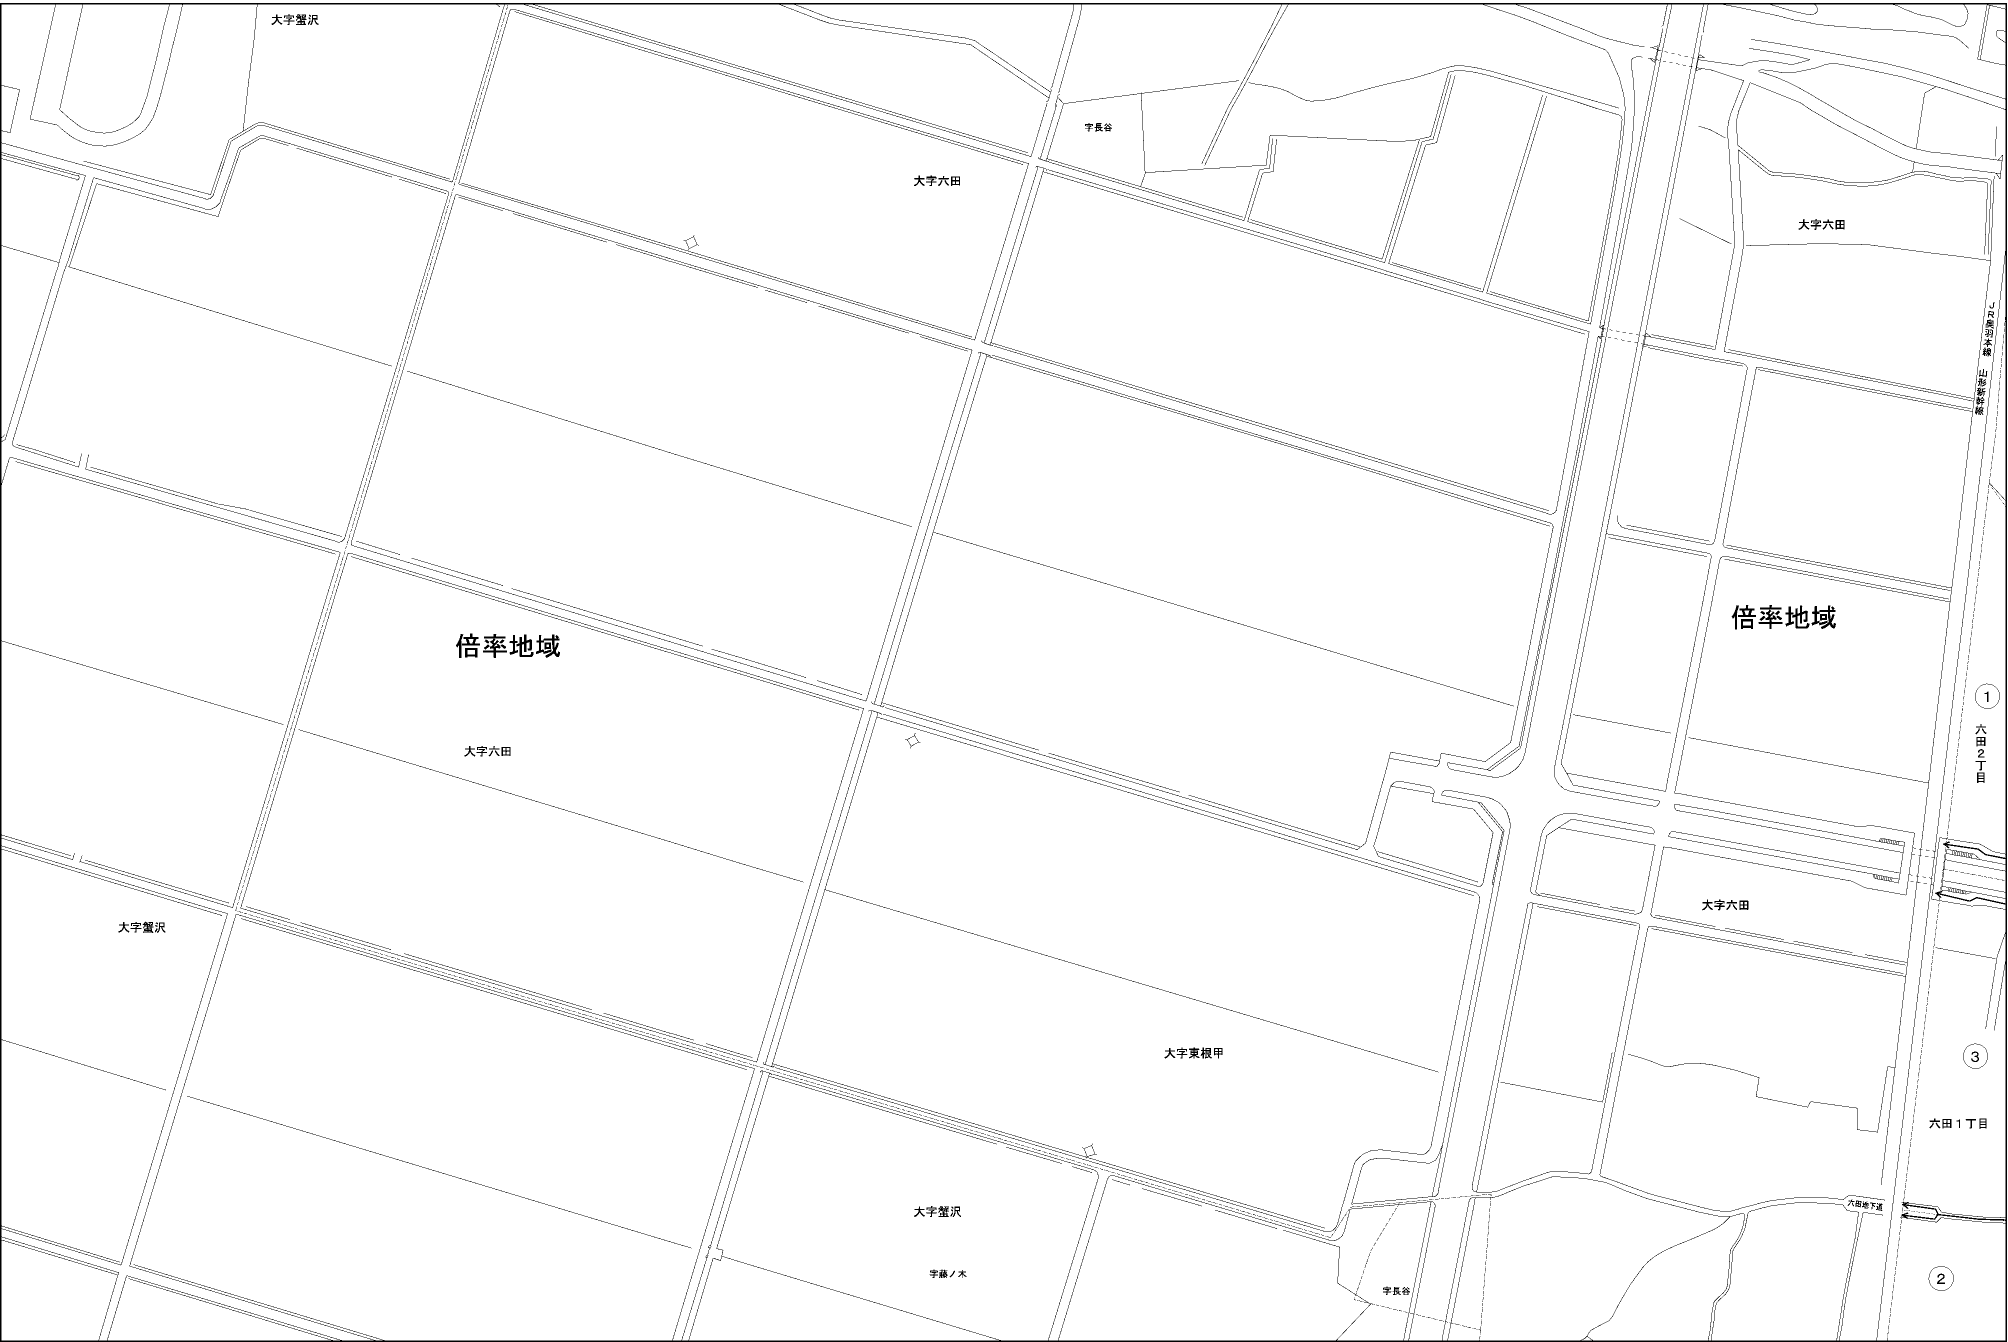 大字蟹沢
字長谷
大字六田
大字六田
JR奥羽本線 山形新幹線
倍率地域
倍率地域
①
六田2丁目
大字六田
大字六田
大字蟹沢
大字東根甲
③
六田1丁目
六田地下道
大字蟹沢
字藤ノ木
②
字長谷